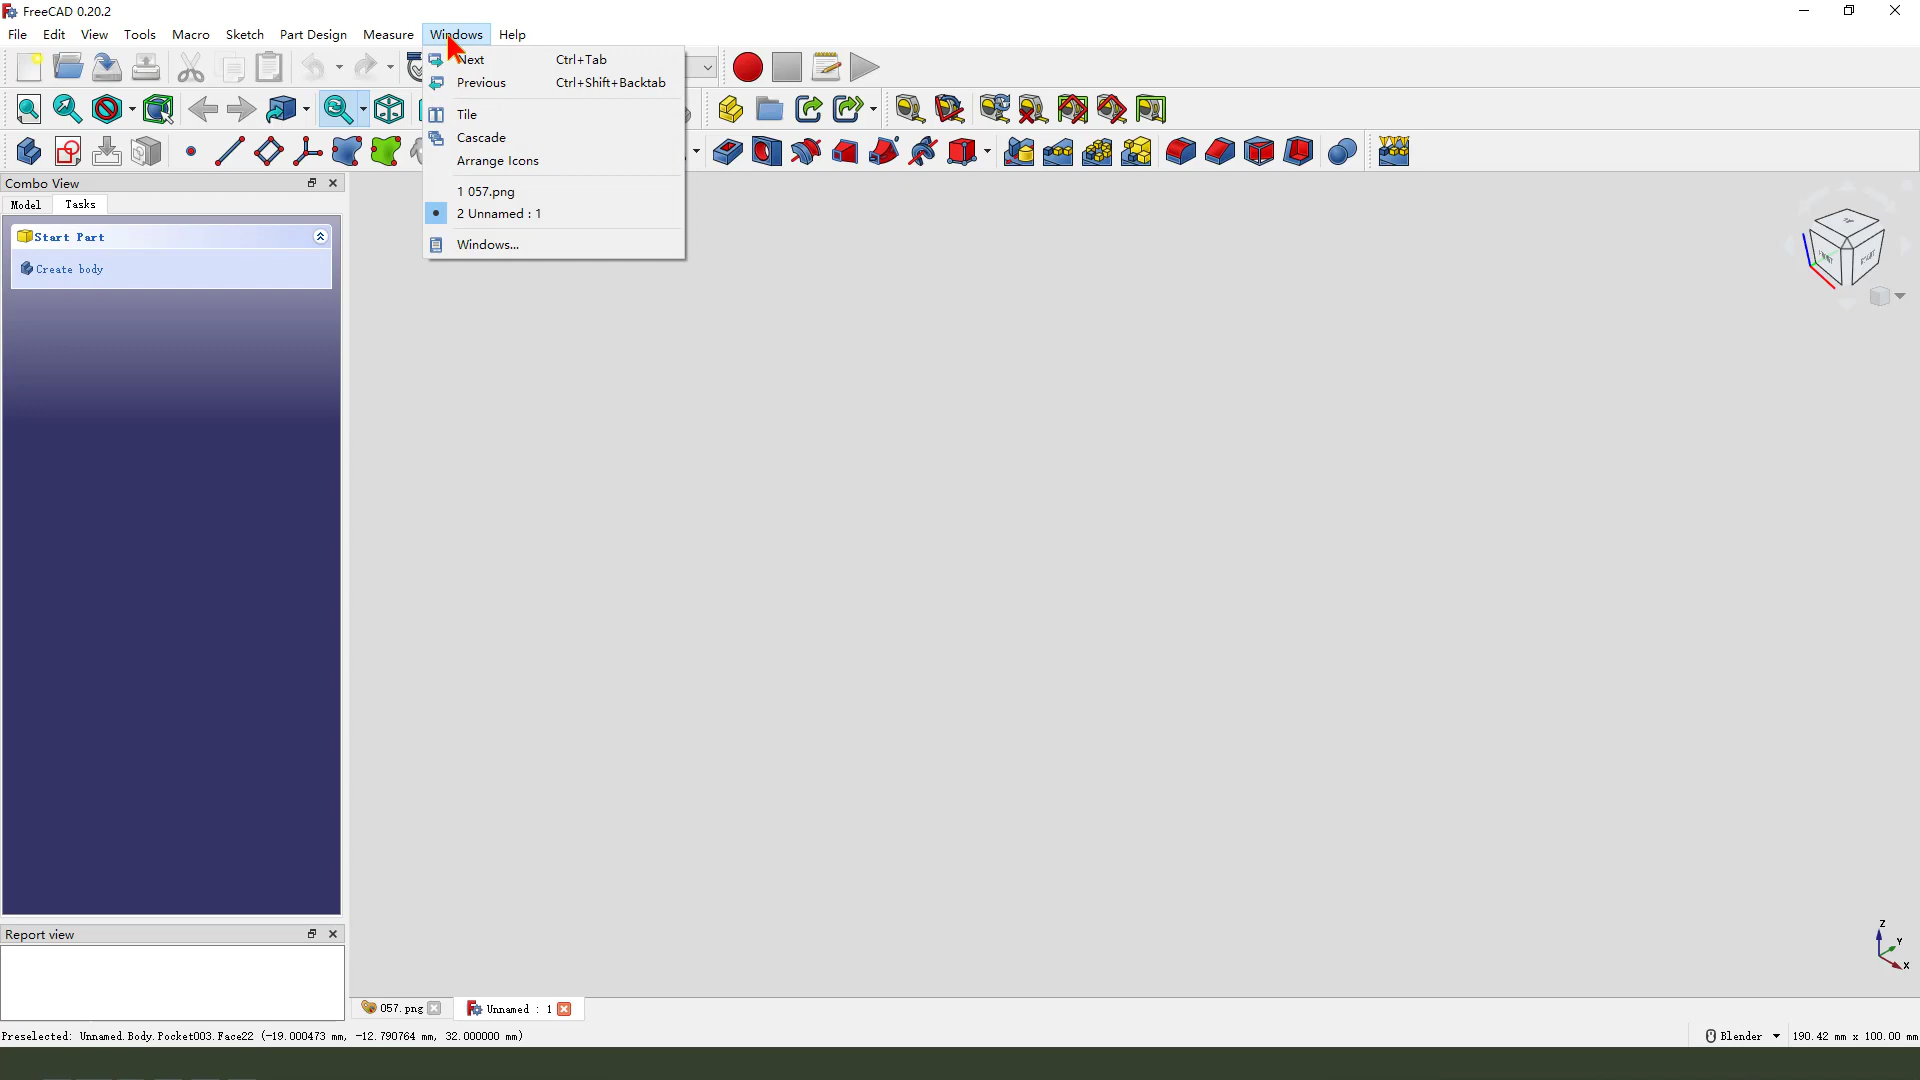 FreeCAD 0.20.2
File Edit View Tools Macro Sketch Part Design Measure Windows Help
Next Ctrl+Tab
Previous Ctrl+Shift+Backtab
Tile
Cascade
Arrange Icons
1 057.png
2 Unnamed : 1
Windows...
Combo View
Model Tasks
Start Part
Create body
Report view
057.png Unnamed : 1
Preselected: Unnamed.Body.Pocket003.Face22 (-19.000473 mm, -12.790764 mm, 32.000000 mm)
Blender 190.42 mm x 100.00 mm
Z
Y
X